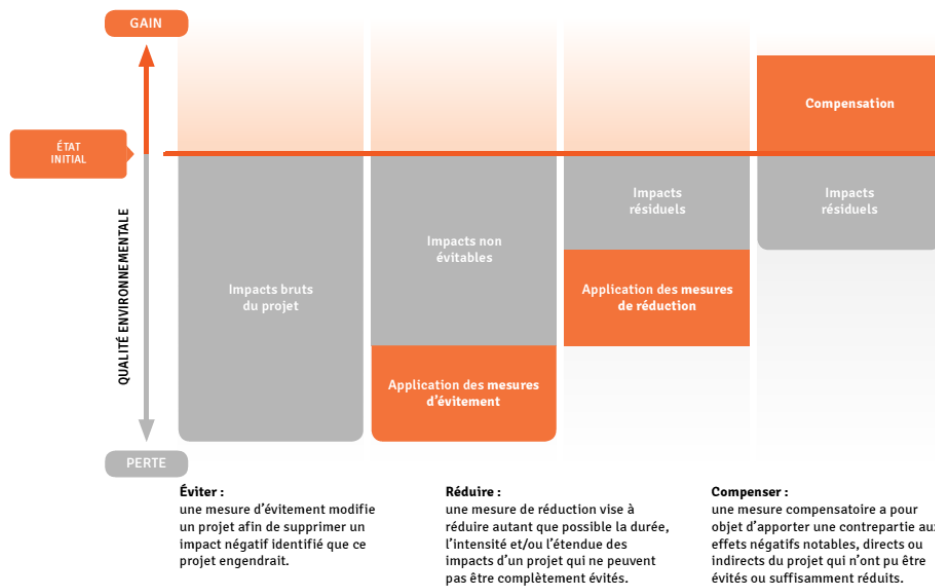 GAIN
ÉTAT
INITIAL
QUALITÉ ENVIRONNEMENTALE
PERTE
Impacts bruts
du projet
Impacts non
évitables
Application des mesures
d'évitement
Impacts
résiduels
Application des mesures
de réduction
Compensation
Impacts
résiduels
Éviter :
une mesure d'évitement modifie
un projet afin de supprimer un
impact négatif identifié que ce
projet engendrait.
Réduire :
une mesure de réduction vise à
réduire autant que possible la durée,
l'intensité et/ou l'étendue des
impacts d'un projet qui ne peuvent
pas être complètement évités.
Compenser :
une mesure compensatoire a pour
objet d'apporter une contrepartie aux
effets négatifs notables, directs ou
indirects du projet qui n'ont pu être
évités ou suffisamment réduits.